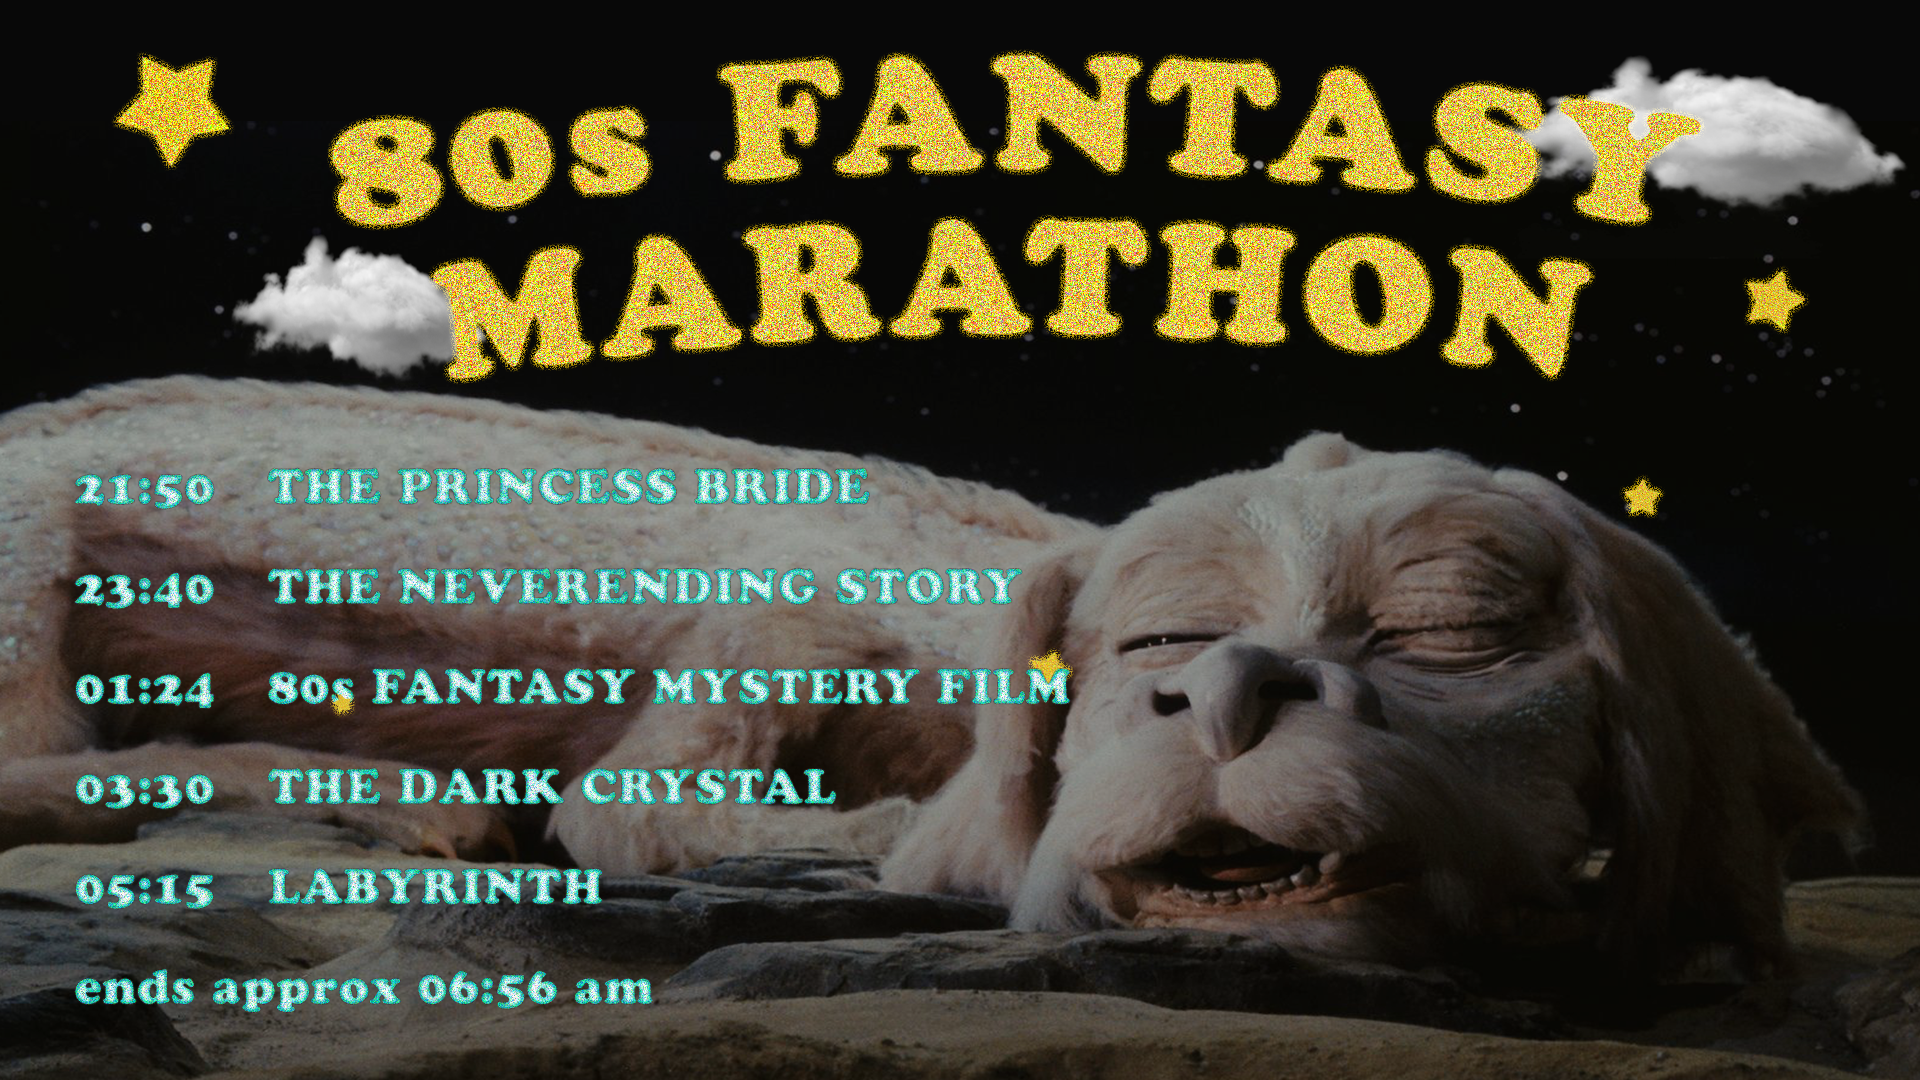 80s FANTASY
MARATHON
21:50 THE PRINCESS BRIDE
23:40 THE NEVERENDING STORY
01:24 80s FANTASY MYSTERY FILM
03:30 THE DARK CRYSTAL
05:15 LABYRINTH
ends approx 06:56 am